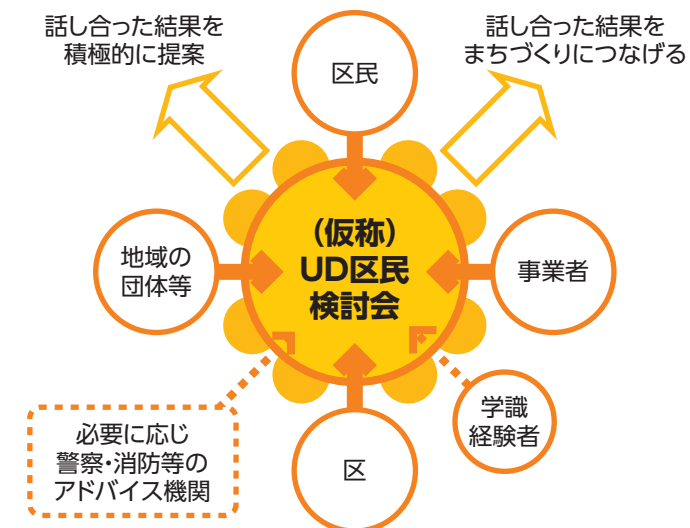 話し合った結果を
積極的に提案
話し合った結果を
まちづくりにつなげる
区民
(仮称)
UD区民
検討会
地域の
団体等
事業者
必要に応じ
警察・消防等の
アドバイス機関
区
学識
経験者